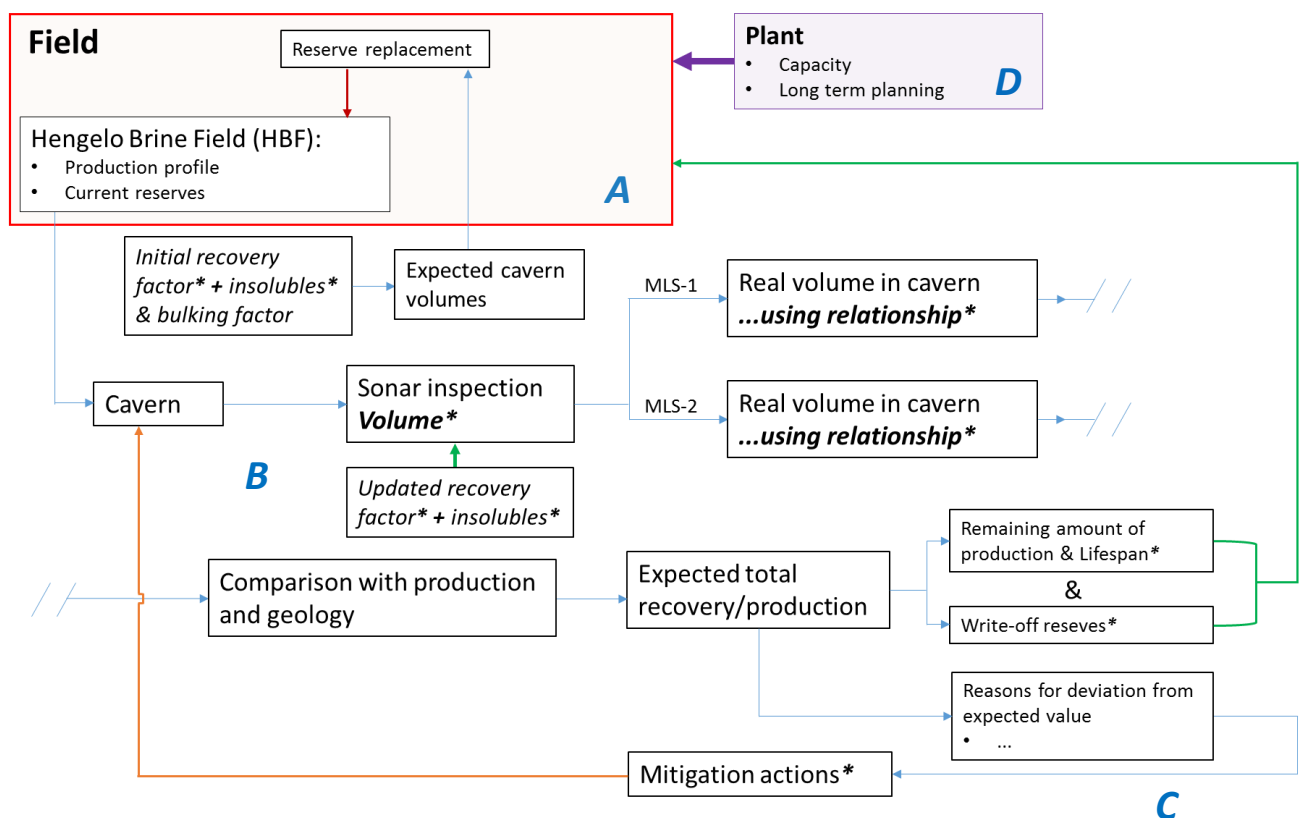 Field
Reserve replacement
Plant
• Capacity
• Long term planning
D
Hengelo Brine Field (HBF):
• Production profile
• Current reserves
A
Initial recovery
factor* + insolubles*
& bulking factor
Expected cavern
volumes
MLS-1
Real volume in cavern
...using relationship*
Cavern
Sonar inspection
Volume*
MLS-2
Real volume in cavern
...using relationship*
B
Updated recovery
factor* + insolubles*
Comparison with production
and geology
Expected total
recovery/production
Remaining amount of
production & Lifespan*
&
Write-off reseves*
Reasons for deviation from
expected value
• ...
Mitigation actions*
C